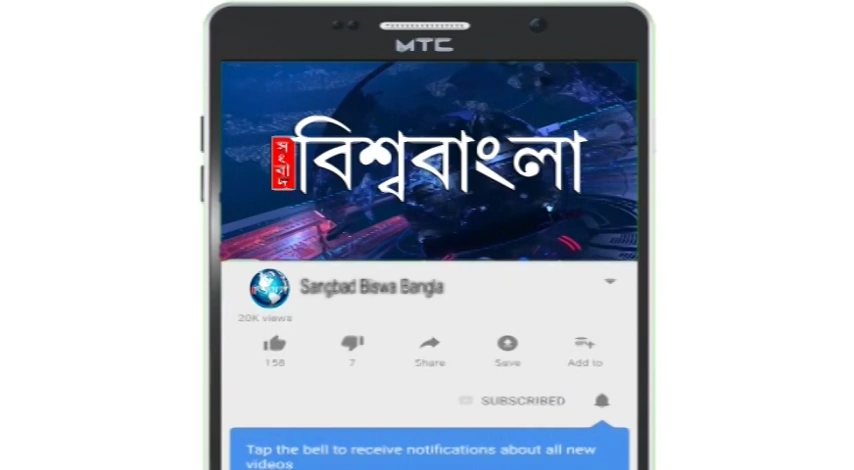 MTC
সংবাদ
বিশ্ববাংলা
Sangbad Biswa Bangla
20K views
158
7
Share
Save
Add to
SUBSCRIBED
Tap the bell to receive notifications about all new
videos